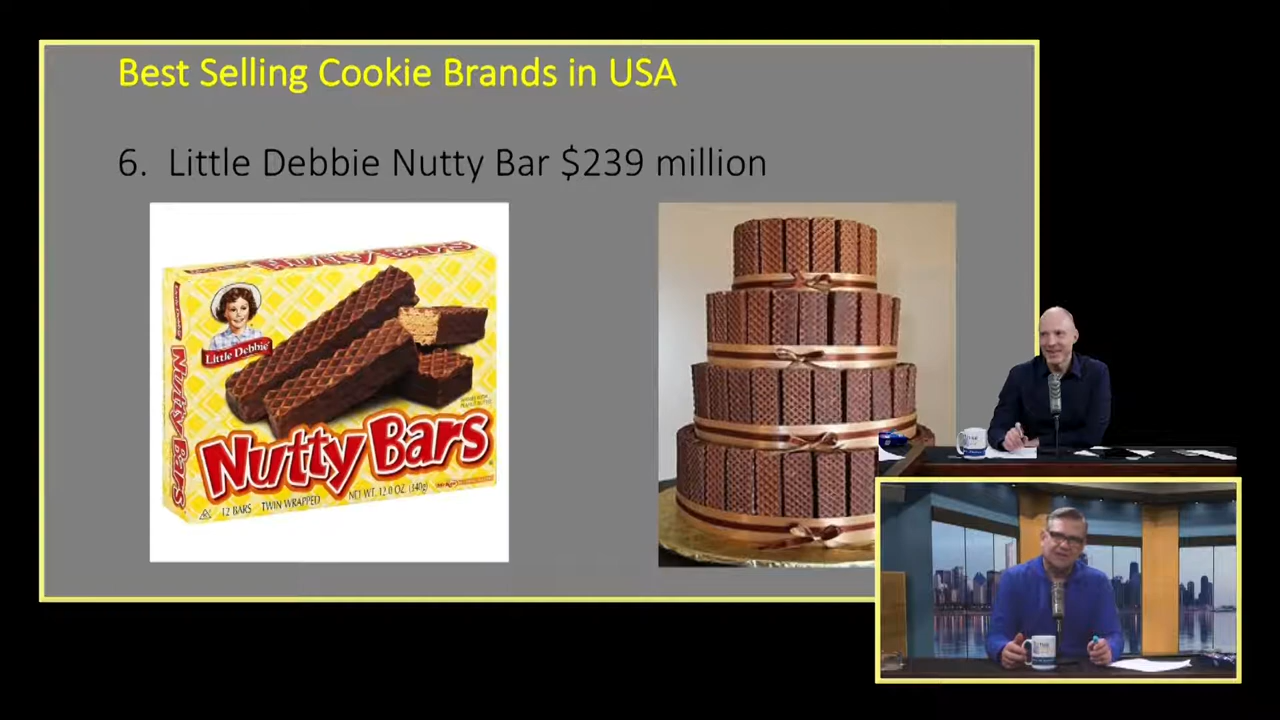 Best Selling Cookie Brands in USA
6. Little Debbie Nutty Bar $239 million
Little Debbie
Nutty Bars
Nutty Bars
12 BARS TWIN WRAPPED NET WT. 12.0 OZ. (340g)